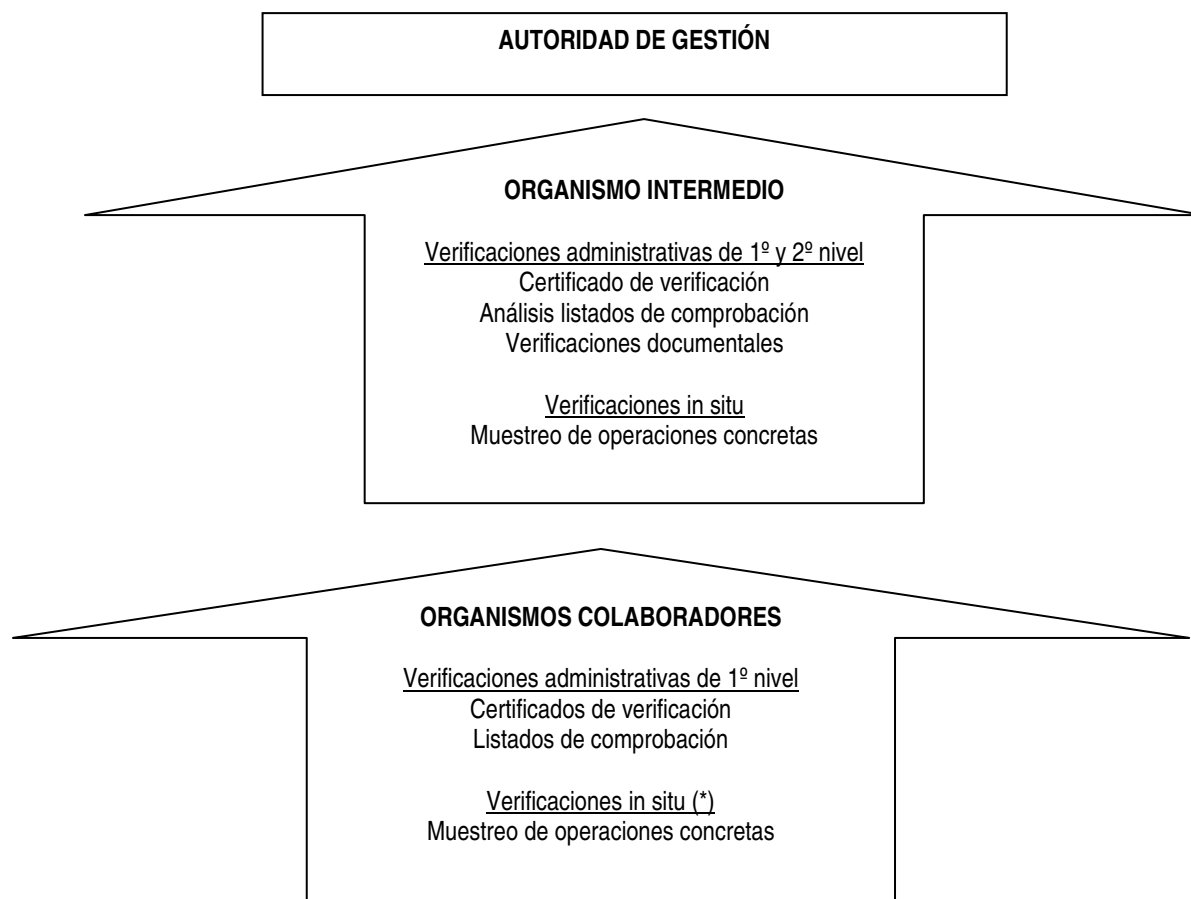 AUTORIDAD DE GESTIÓN
ORGANISMO INTERMEDIO
Verificaciones administrativas de 1º y 2º nivel
Certificado de verificación
Análisis listados de comprobación
Verificaciones documentales
Verificaciones in situ
Muestreo de operaciones concretas
ORGANISMOS COLABORADORES
Verificaciones administrativas de 1º nivel
Certificados de verificación
Listados de comprobación
Verificaciones in situ (*)
Muestreo de operaciones concretas